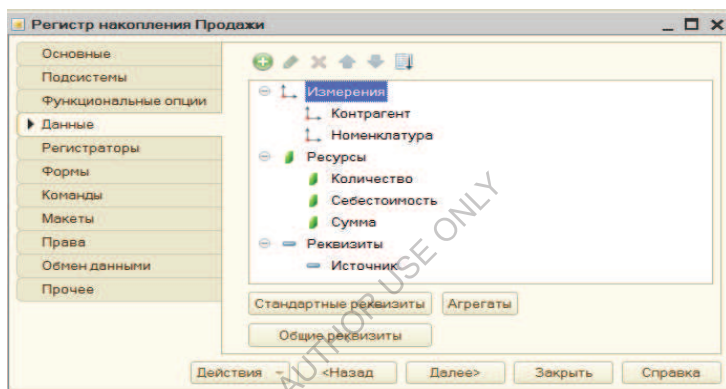 Регистр накопления Продажи
Основные
Подсистемы
Функциональные опции
Данные
Регистраторы
Формы
Команды
Макеты
Права
Обмен данными
Прочее
Измерения
Контрагент
Номенклатура
Ресурсы
Количество
Себестоимость
Сумма
Реквизиты
Источник
Стандартные реквизиты
Агрегаты
Общие реквизиты
Действия
<Назад
Далее>
Закрыть
Справка
AUTHOR USE ONLY